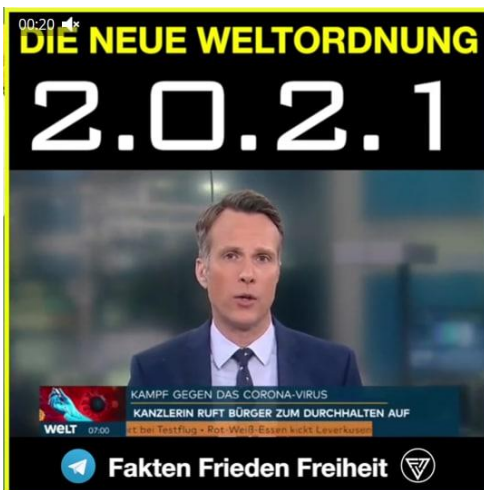 00:20
DIE NEUE WELTORDNUNG
2.0.2.1
KAMPF GEGEN DAS CORONA-VIRUS
KANZLERIN RUFT BÜRGER ZUM DURCHHALTEN AUF
WELT 07:00 xt bei Testflug • Rot-Weiß-Essen kickt Leverkusen
Fakten Frieden Freiheit